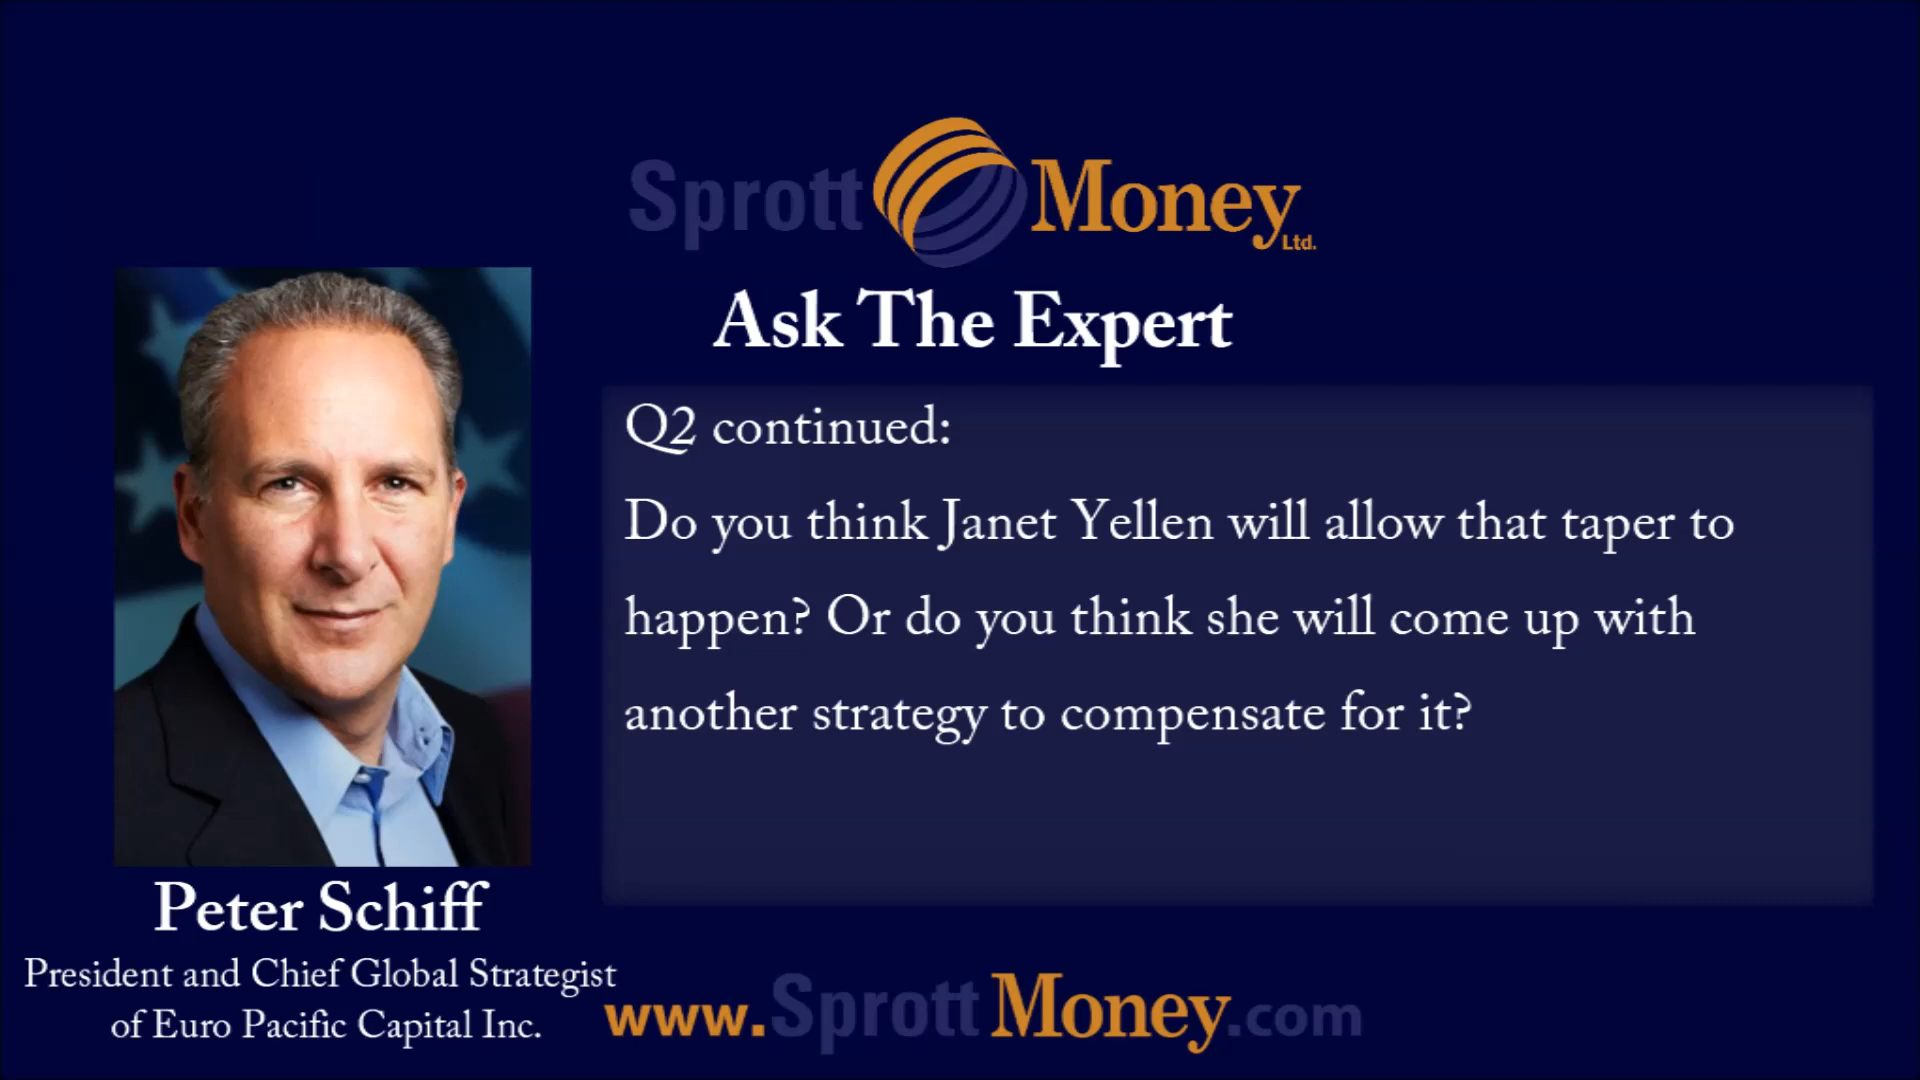 Sprott Money Ltd.
Ask The Expert
Q2 continued:
Do you think Janet Yellen will allow that taper to
happen? Or do you think she will come up with
another strategy to compensate for it?
Peter Schiff
President and Chief Global Strategist
of Euro Pacific Capital Inc.
www.SprottMoney.com